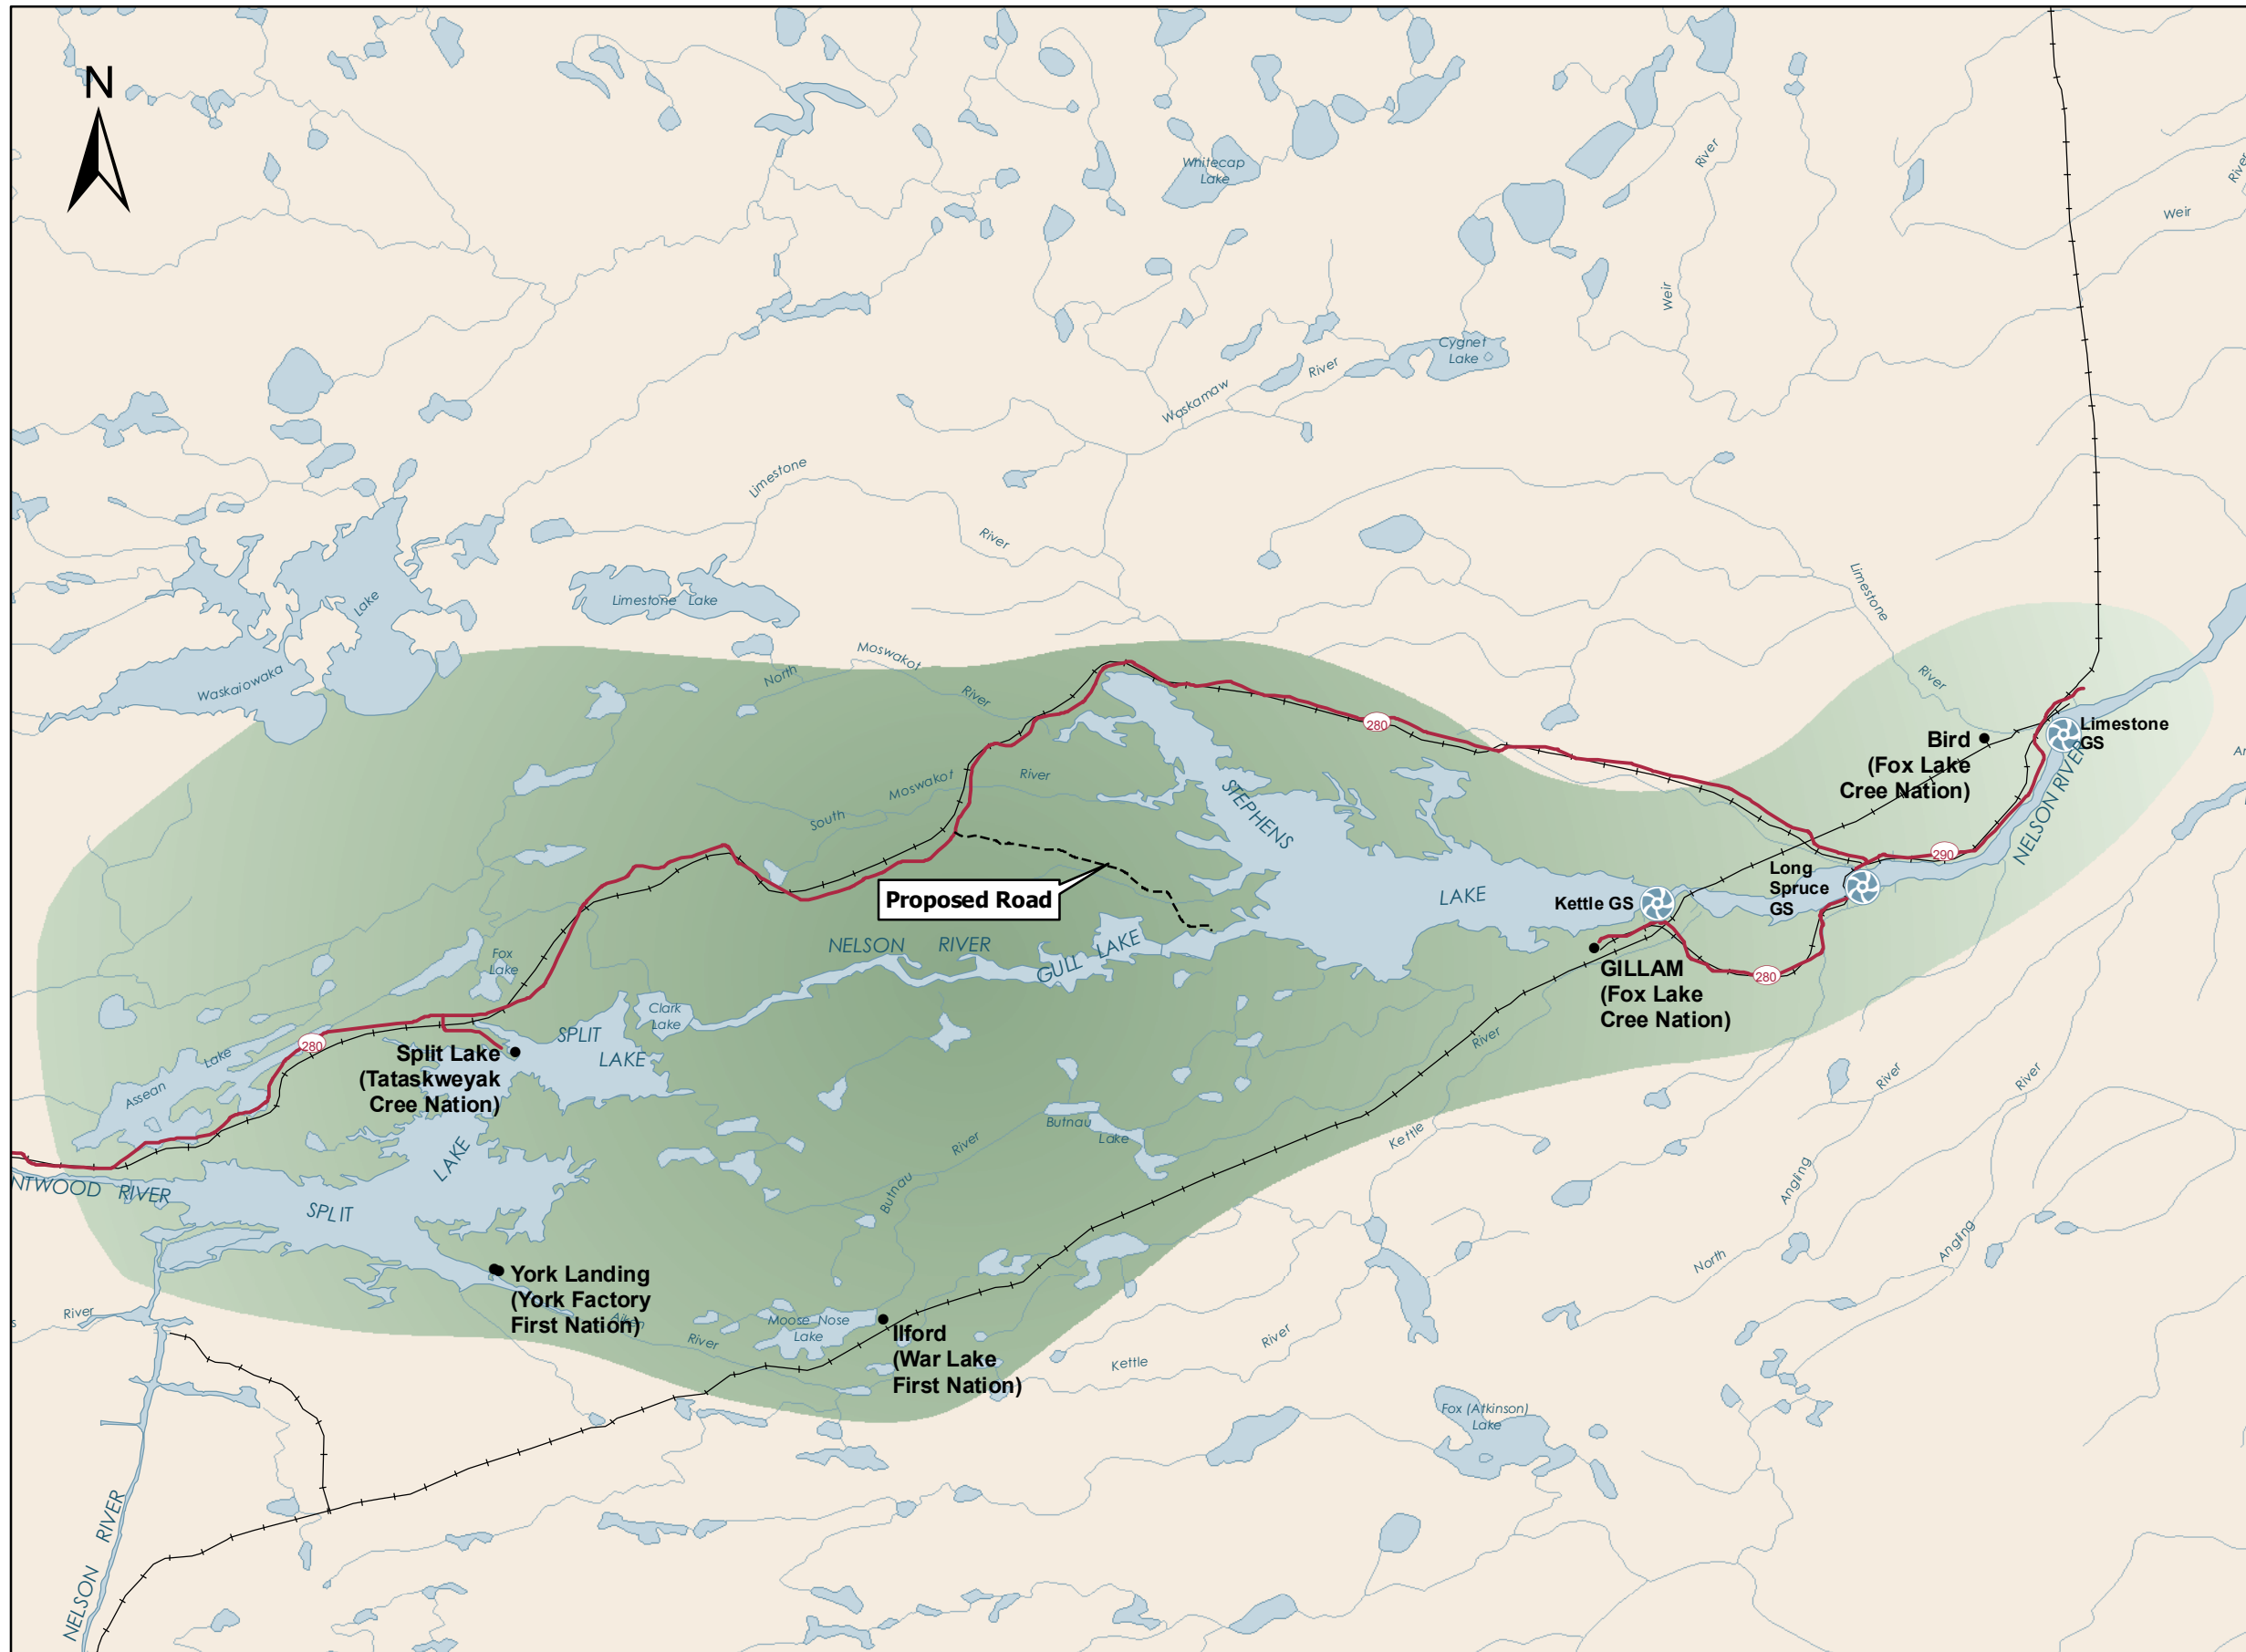 N
Whitecap
Lake
River
River
Weir
Weir
Cygnet
Lake
River
Waskamaw
Limestone
River
Limestone
River
Lake
Waskaiowaka
Limestone Lake
Moswakot
North
River
280
Bird
(Fox Lake
Cree Nation)
Limestone
GS
NELSON RIVER
South
Moswakot
River
STEPHENS
LAKE
Proposed Road
Kettle GS
Long
Spruce
GS
290
GILLAM
(Fox Lake
Cree Nation)
280
NELSON RIVER
GULL LAKE
Fox
Lake
Clark
Lake
SPLIT
LAKE
280
Split Lake
(Tataskweyak
Cree Nation)
Assean
Lake
River
Butnau
Lake
River
Butnau
Kettle
River
River
Angling
LAKE
SPLIT
NTWOOD RIVER
York Landing
(York Factory
First Nation)
Aiken
River
Moose Nose
Lake
Ilford
(War Lake
First Nation)
North
Angling
Kettle
River
River
s
Fox (Atkinson)
Lake
NELSON RIVER
Ar